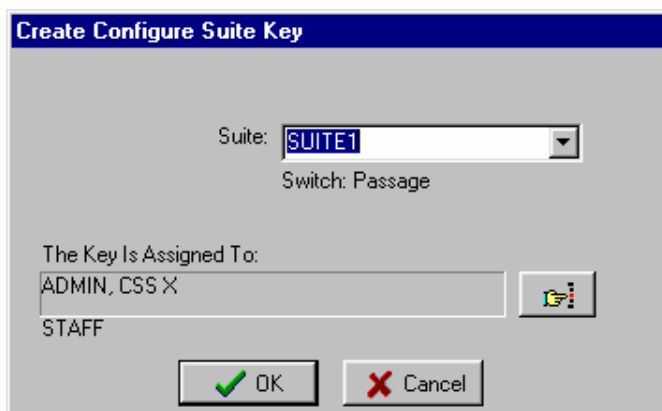 Create Configure Suite Key
Suite: SUITE1
Switch: Passage
The Key Is Assigned To:
ADMIN, CSS X
STAFF
OK Cancel